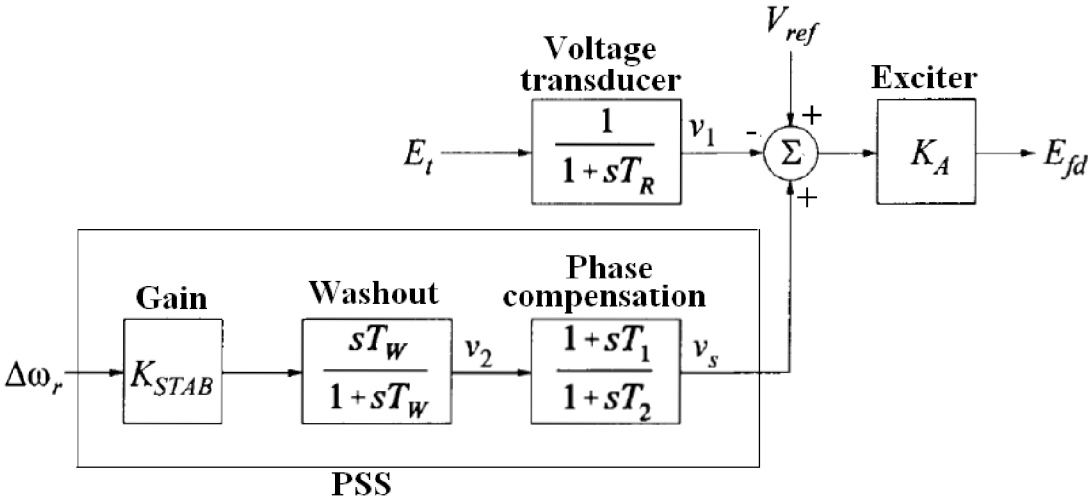 V_ref
Voltage
transducer
Exciter
E_t
1
1 + sT_R
v_1
-
+
Σ
+
K_A
E_fd
Gain
Washout
Phase
compensation
Δω_r
K_STAB
sT_W
1 + sT_W
v_2
1 + sT_1
1 + sT_2
v_s
PSS